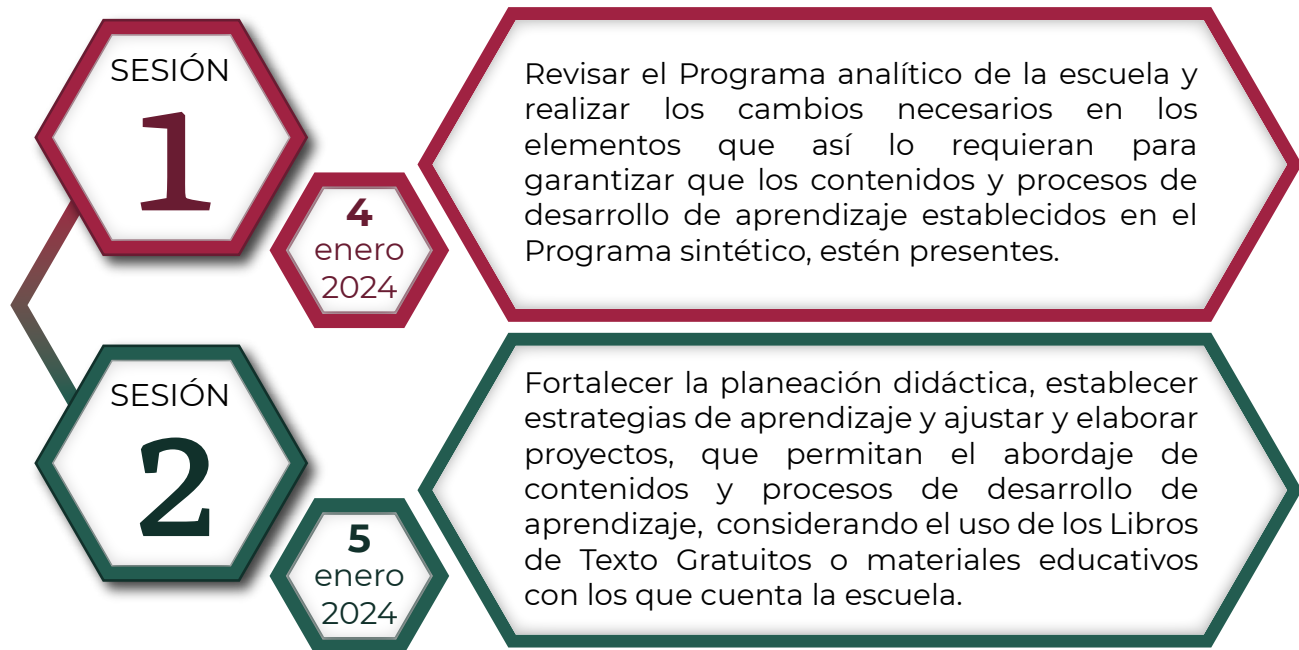 SESIÓN
1
4
enero
2024
Revisar el Programa analítico de la escuela y
realizar los cambios necesarios en los
elementos que así lo requieran para
garantizar que los contenidos y procesos de
desarrollo de aprendizaje establecidos en el
Programa sintético, estén presentes.
SESIÓN
2
5
enero
2024
Fortalecer la planeación didáctica, establecer
estrategias de aprendizaje y ajustar y elaborar
proyectos, que permitan el abordaje de
contenidos y procesos de desarrollo de
aprendizaje, considerando el uso de los Libros
de Texto Gratuitos o materiales educativos
con los que cuenta la escuela.